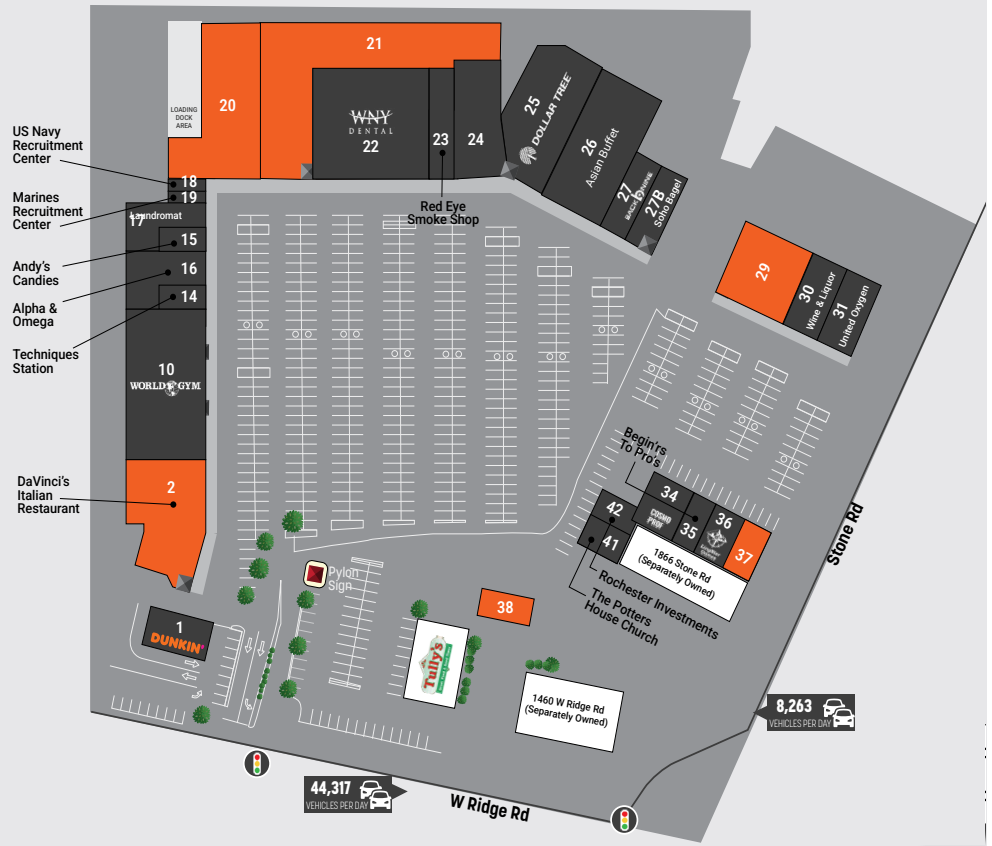 21
20
LOADING
DOCK
AREA
WNY
DENTAL
22
23
24
25
DOLLAR TREE
26
Asian Buffet
27
BACK NINE
27B
Soho Bagel
US Navy
Recruitment
Center
18
19
Marines
Recruitment
Center
Laundromat
17
15
Andy's
Candies
16
Alpha &
Omega
14
Techniques
Station
Red Eye
Smoke Shop
29
30
Wine & Liquor
31
United Oxygen
10
WORLD GYM
DaVinci's
Italian
Restaurant
2
Begin'rs
To Pro's
34
COSMO
PROF
35
36
37
42
41
1866 Stone Rd
(Separately Owned)
Rochester Investments
The Potters
House Church
Stone Rd
Pylon
Sign
38
1
DUNKIN'
Tully's
1460 W Ridge Rd
(Separately Owned)
8,263
VEHICLES PER DAY
44,317
VEHICLES PER DAY
W Ridge Rd